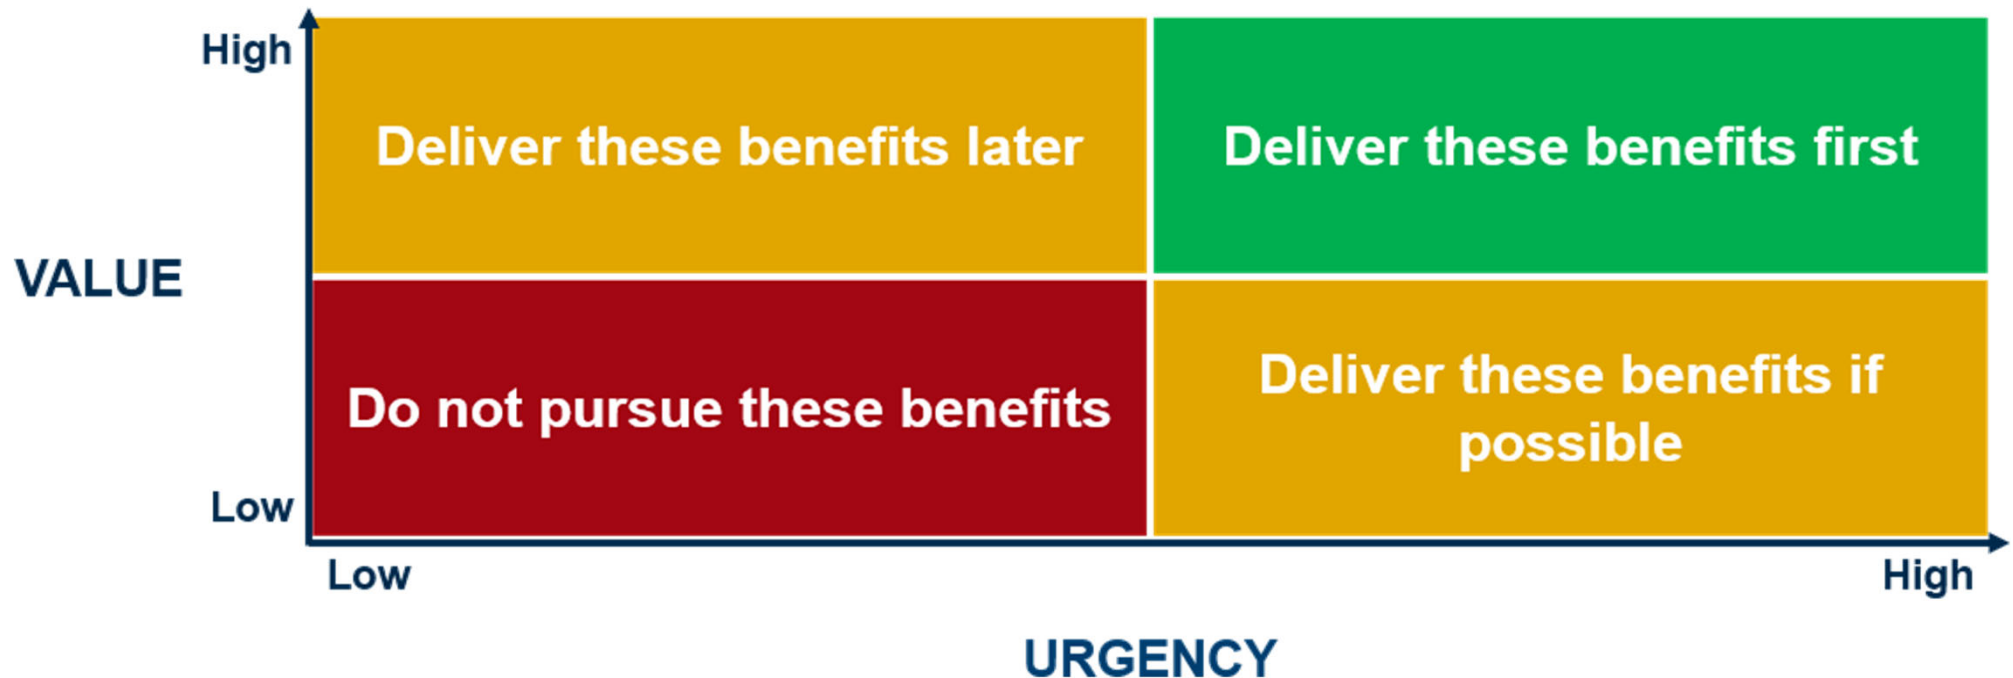 High
Deliver these benefits later
Deliver these benefits first
VALUE
Do not pursue these benefits
Deliver these benefits if
possible
Low
Low
High
URGENCY